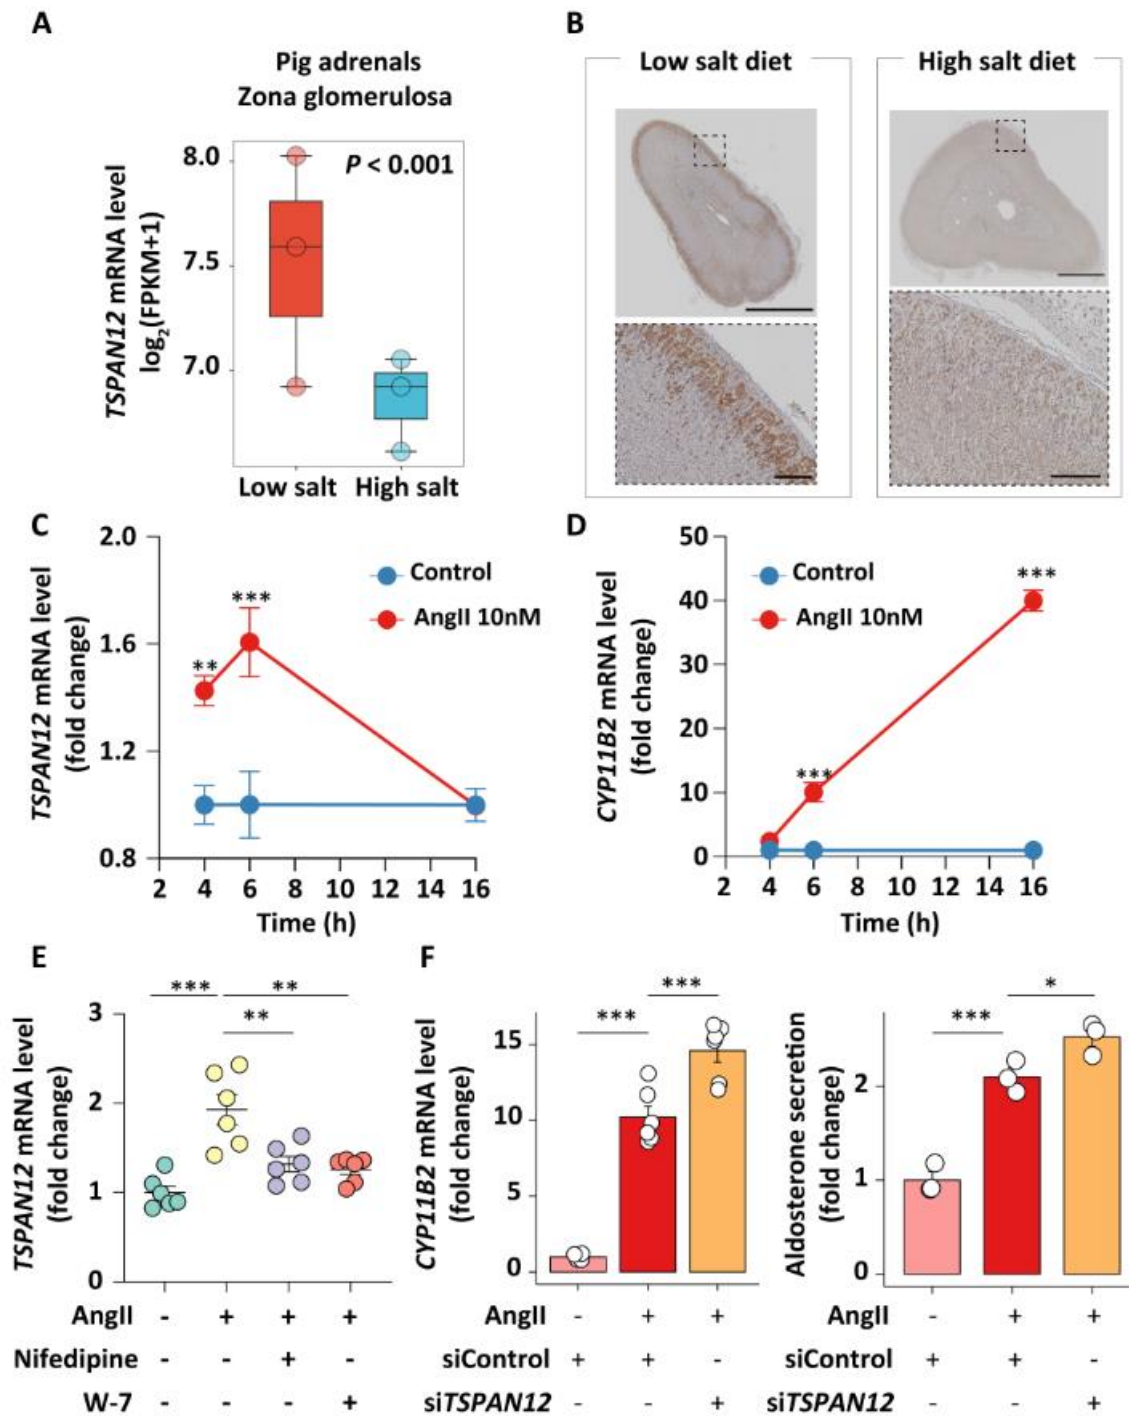 A
Pig adrenals
Zona glomerulosa
TSPAN12 mRNA level
log2(FPKM+1)
8.0
7.5
7.0
P < 0.001
Low salt
High salt
B
Low salt diet
High salt diet
C
TSPAN12 mRNA level
(fold change)
2.0
1.6
1.2
0.8
Control
AngII 10nM
**
***
2 4 6 8 10 12 14 16
Time (h)
D
CYP11B2 mRNA level
(fold change)
50
40
30
20
10
0
Control
AngII 10nM
***
***
2 4 6 8 10 12 14 16
Time (h)
E
TSPAN12 mRNA level
(fold change)
3
2
1
0
***
**
**
AngII - + + +
Nifedipine - - + -
W-7 - - - +
F
CYP11B2 mRNA level
(fold change)
15
10
5
0
***
***
AngII - + +
siControl + + -
siTSPAN12 - - +
Aldosterone secretion
(fold change)
2
1
0
***
*
AngII - + +
siControl + + -
siTSPAN12 - - +